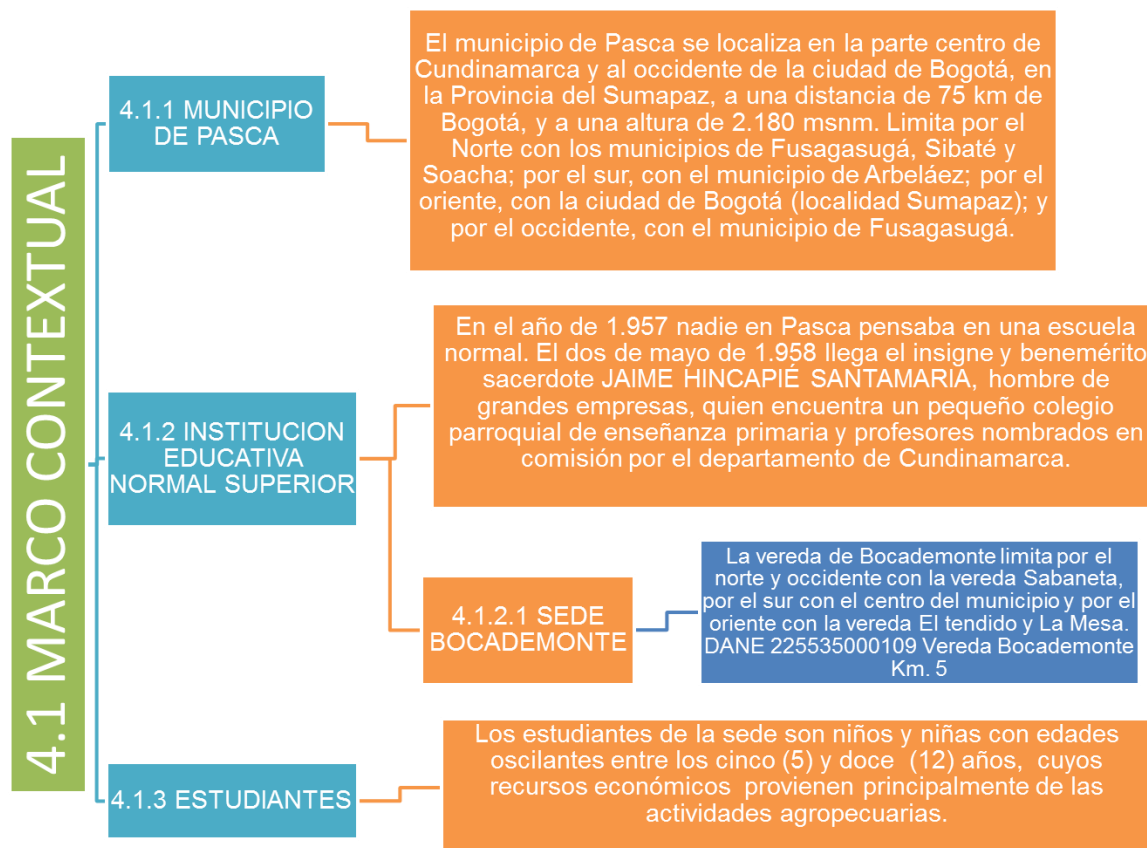 4.1 MARCO CONTEXTUAL
4.1.1 MUNICIPIO
DE PASCA
El municipio de Pasca se localiza en la parte centro de
Cundinamarca y al occidente de la ciudad de Bogotá, en
la Provincia del Sumapaz, a una distancia de 75 km de
Bogotá, y a una altura de 2.180 msnm. Limita por el
Norte con los municipios de Fusagasugá, Sibaté y
Soacha; por el sur, con el municipio de Arbeláez; por el
oriente, con la ciudad de Bogotá (localidad Sumapaz); y
por el occidente, con el municipio de Fusagasugá.
4.1.2 INSTITUCION
EDUCATIVA
NORMAL SUPERIOR
En el año de 1.957 nadie en Pasca pensaba en una escuela
normal. El dos de mayo de 1.958 llega el insigne y benemérito
sacerdote JAIME HINCAPIÉ SANTAMARIA, hombre de
grandes empresas, quien encuentra un pequeño colegio
parroquial de enseñanza primaria y profesores nombrados en
comisión por el departamento de Cundinamarca.
4.1.2.1 SEDE
BOCADEMONTE
La vereda de Bocademonte limita por el
norte y occidente con la vereda Sabaneta,
por el sur con el centro del municipio y por el
oriente con la vereda El tendido y La Mesa.
DANE 225535000109 Vereda Bocademonte
Km. 5
4.1.3 ESTUDIANTES
Los estudiantes de la sede son niños y niñas con edades
oscilantes entre los cinco (5) y doce (12) años, cuyos
recursos económicos provienen principalmente de las
actividades agropecuarias.